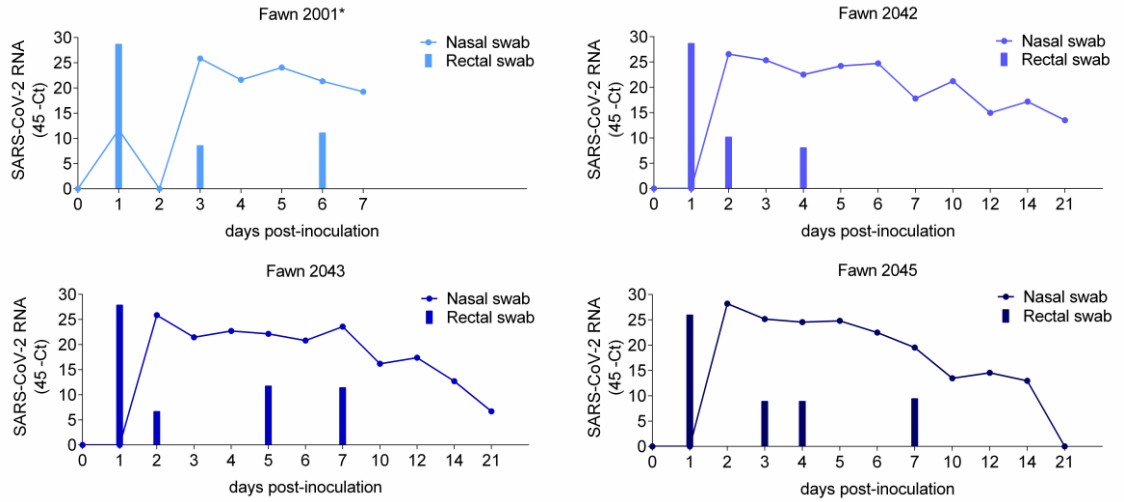 Fawn 2001*
SARS-CoV-2 RNA
(45 -Ct)
30
25
20
15
10
5
0
Nasal swab
Rectal swab
0 1 2 3 4 5 6 7
days post-inoculation
Fawn 2042
SARS-CoV-2 RNA
(45 -Ct)
30
25
20
15
10
5
0
Nasal swab
Rectal swab
0 1 2 3 4 5 6 7 10 12 14 21
days post-inoculation
Fawn 2043
SARS-CoV-2 RNA
(45 -Ct)
30
25
20
15
10
5
0
Nasal swab
Rectal swab
0 1 2 3 4 5 6 7 10 12 14 21
days post-inoculation
Fawn 2045
SARS-CoV-2 RNA
(45 -Ct)
30
25
20
15
10
5
0
Nasal swab
Rectal swab
0 1 2 3 4 5 6 7 10 12 14 21
days post-inoculation